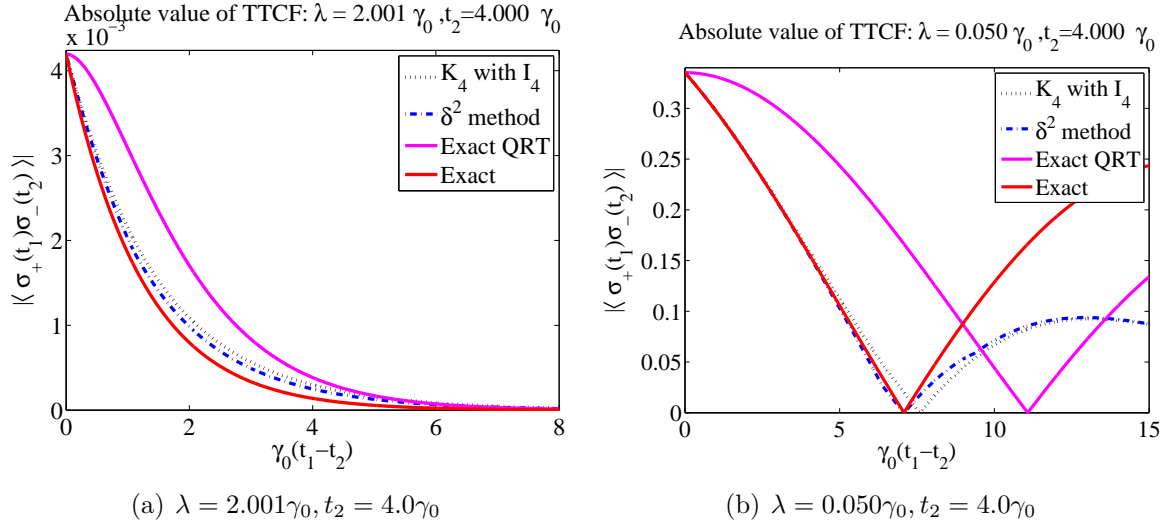 Absolute value of TTCF: λ = 2.001 γ₀ ,t₂=4.000 γ₀
x 10⁻³
4
3
2
1
0
|⟨ σ₊(t₁)σ₋(t₂) ⟩|
K₄ with I₄
δ² method
Exact QRT
Exact
0 2 4 6 8
γ₀(t₁−t₂)
(a) λ = 2.001γ₀, t₂ = 4.0γ₀
Absolute value of TTCF: λ = 0.050 γ₀ ,t₂=4.000 γ₀
0.3
0.25
0.2
0.15
0.1
0.05
0
|⟨ σ₊(t₁)σ₋(t₂) ⟩|
K₄ with I₄
δ² method
Exact QRT
Exact
0 5 10 15
γ₀(t₁−t₂)
(b) λ = 0.050γ₀, t₂ = 4.0γ₀